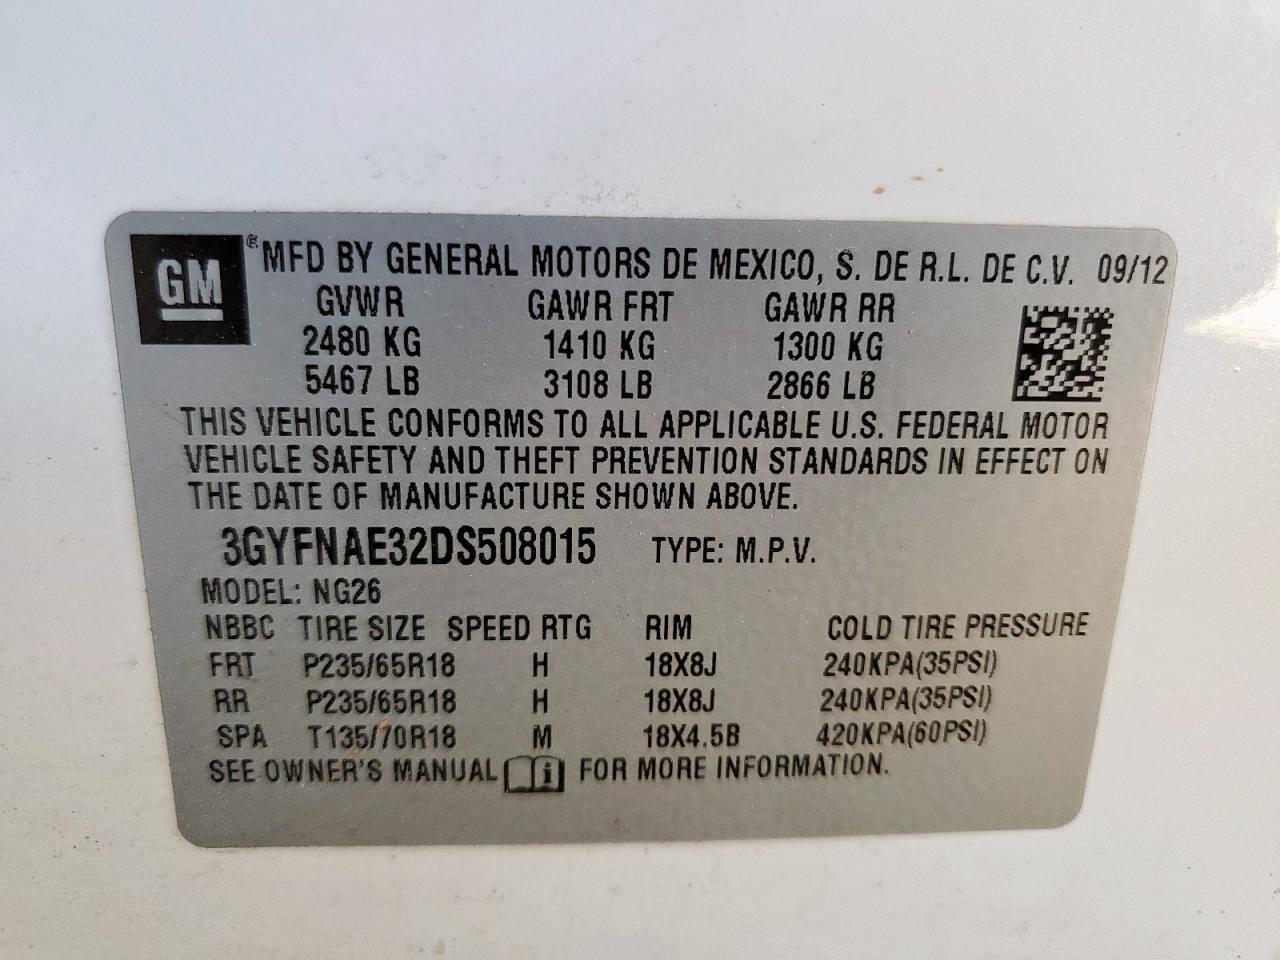 GM ® MFD BY GENERAL MOTORS DE MEXICO, S. DE R.L. DE C.V. 09/12
GVWR GAWR FRT GAWR RR
2480 KG 1410 KG 1300 KG
5467 LB 3108 LB 2866 LB
THIS VEHICLE CONFORMS TO ALL APPLICABLE U.S. FEDERAL MOTOR
VEHICLE SAFETY AND THEFT PREVENTION STANDARDS IN EFFECT ON
THE DATE OF MANUFACTURE SHOWN ABOVE.
3GYFNAE32DS508015 TYPE: M.P.V.
MODEL: NG26
NBBC TIRE SIZE SPEED RTG RIM COLD TIRE PRESSURE
FRT P235/65R18 H 18X8J 240KPA(35PSI)
RR P235/65R18 H 18X8J 240KPA(35PSI)
SPA T135/70R18 M 18X4.5B 420KPA(60PSI)
SEE OWNER'S MANUAL i FOR MORE INFORMATION.